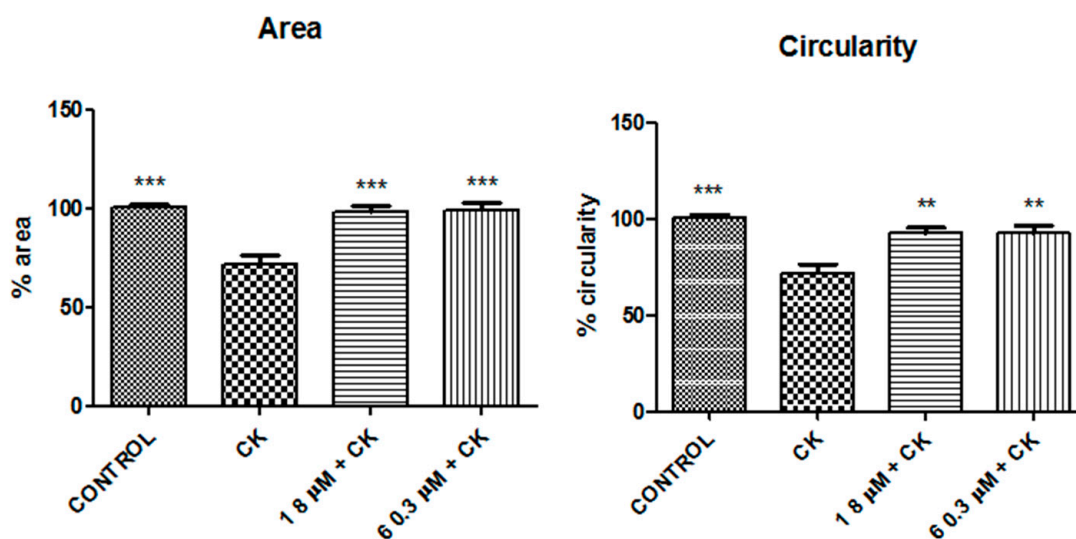 Area
% area
150
100
50
0
***
***
***
CONTROL
CK
1 8 µM + CK
6 0.3 µM + CK
Circularity
% circularity
150
100
50
0
***
**
**
CONTROL
CK
1 8 µM + CK
6 0.3 µM + CK